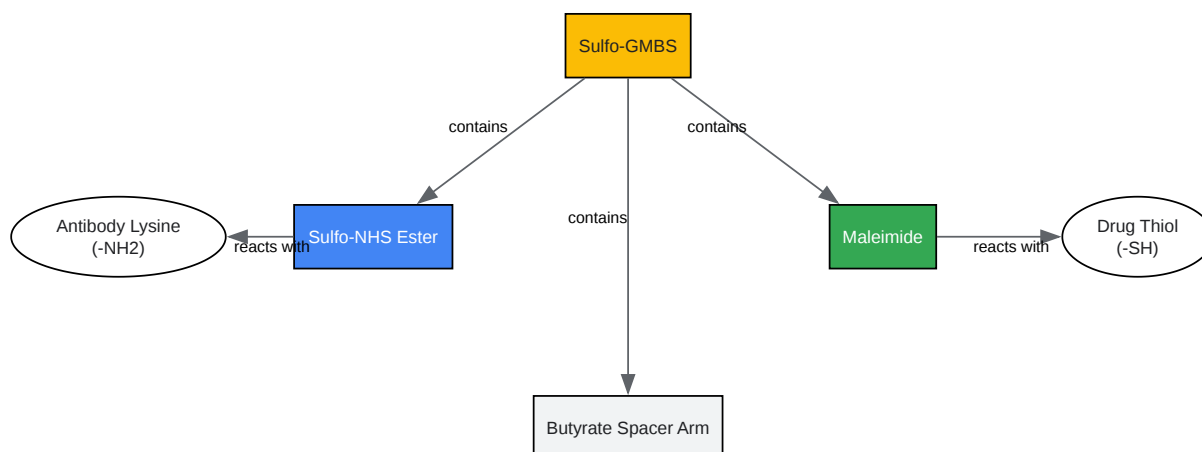 Sulfo-GMBS
contains
contains
contains
Antibody Lysine
(-NH2)
reacts with
Sulfo-NHS Ester
Maleimide
reacts with
Drug Thiol
(-SH)
Butyrate Spacer Arm